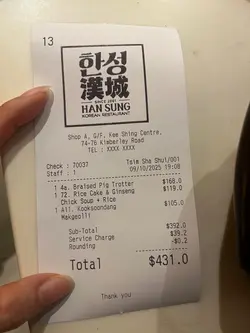 13
한성
漢城
SINCE 1997
HAN SUNG
KOREAN RESTAURANT
Shop A, G/F, Kee Shing Centre,
74-76 Kimberley Road
TEL : XXXX XXXX
Tsim Sha Shui/001
Check : 70037 09/10/2025 19:08
Staff : 1
1 4a. Braised Pig Trotter $168.0
1 72. Rice Cake & Ginseng $119.0
Chick Soup + Rice
1 A11. Kooksoondang $105.0
Makgeolli
Sub-Total $392.0
Service Charge $39.2
Rounding -$0.2
Total $431.0
Thank you